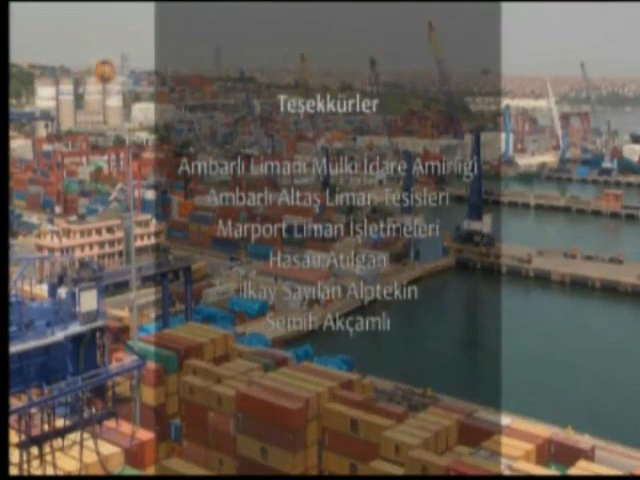 Teşekkürler
Ambarlı Limanı Mülki İdare Amirliği
Ambarlı Altaş Liman Tesisleri
Marport Liman İşletmeleri
Hasan Atılgan
İlkay Sayılan Alptekin
Semih Akçamlı